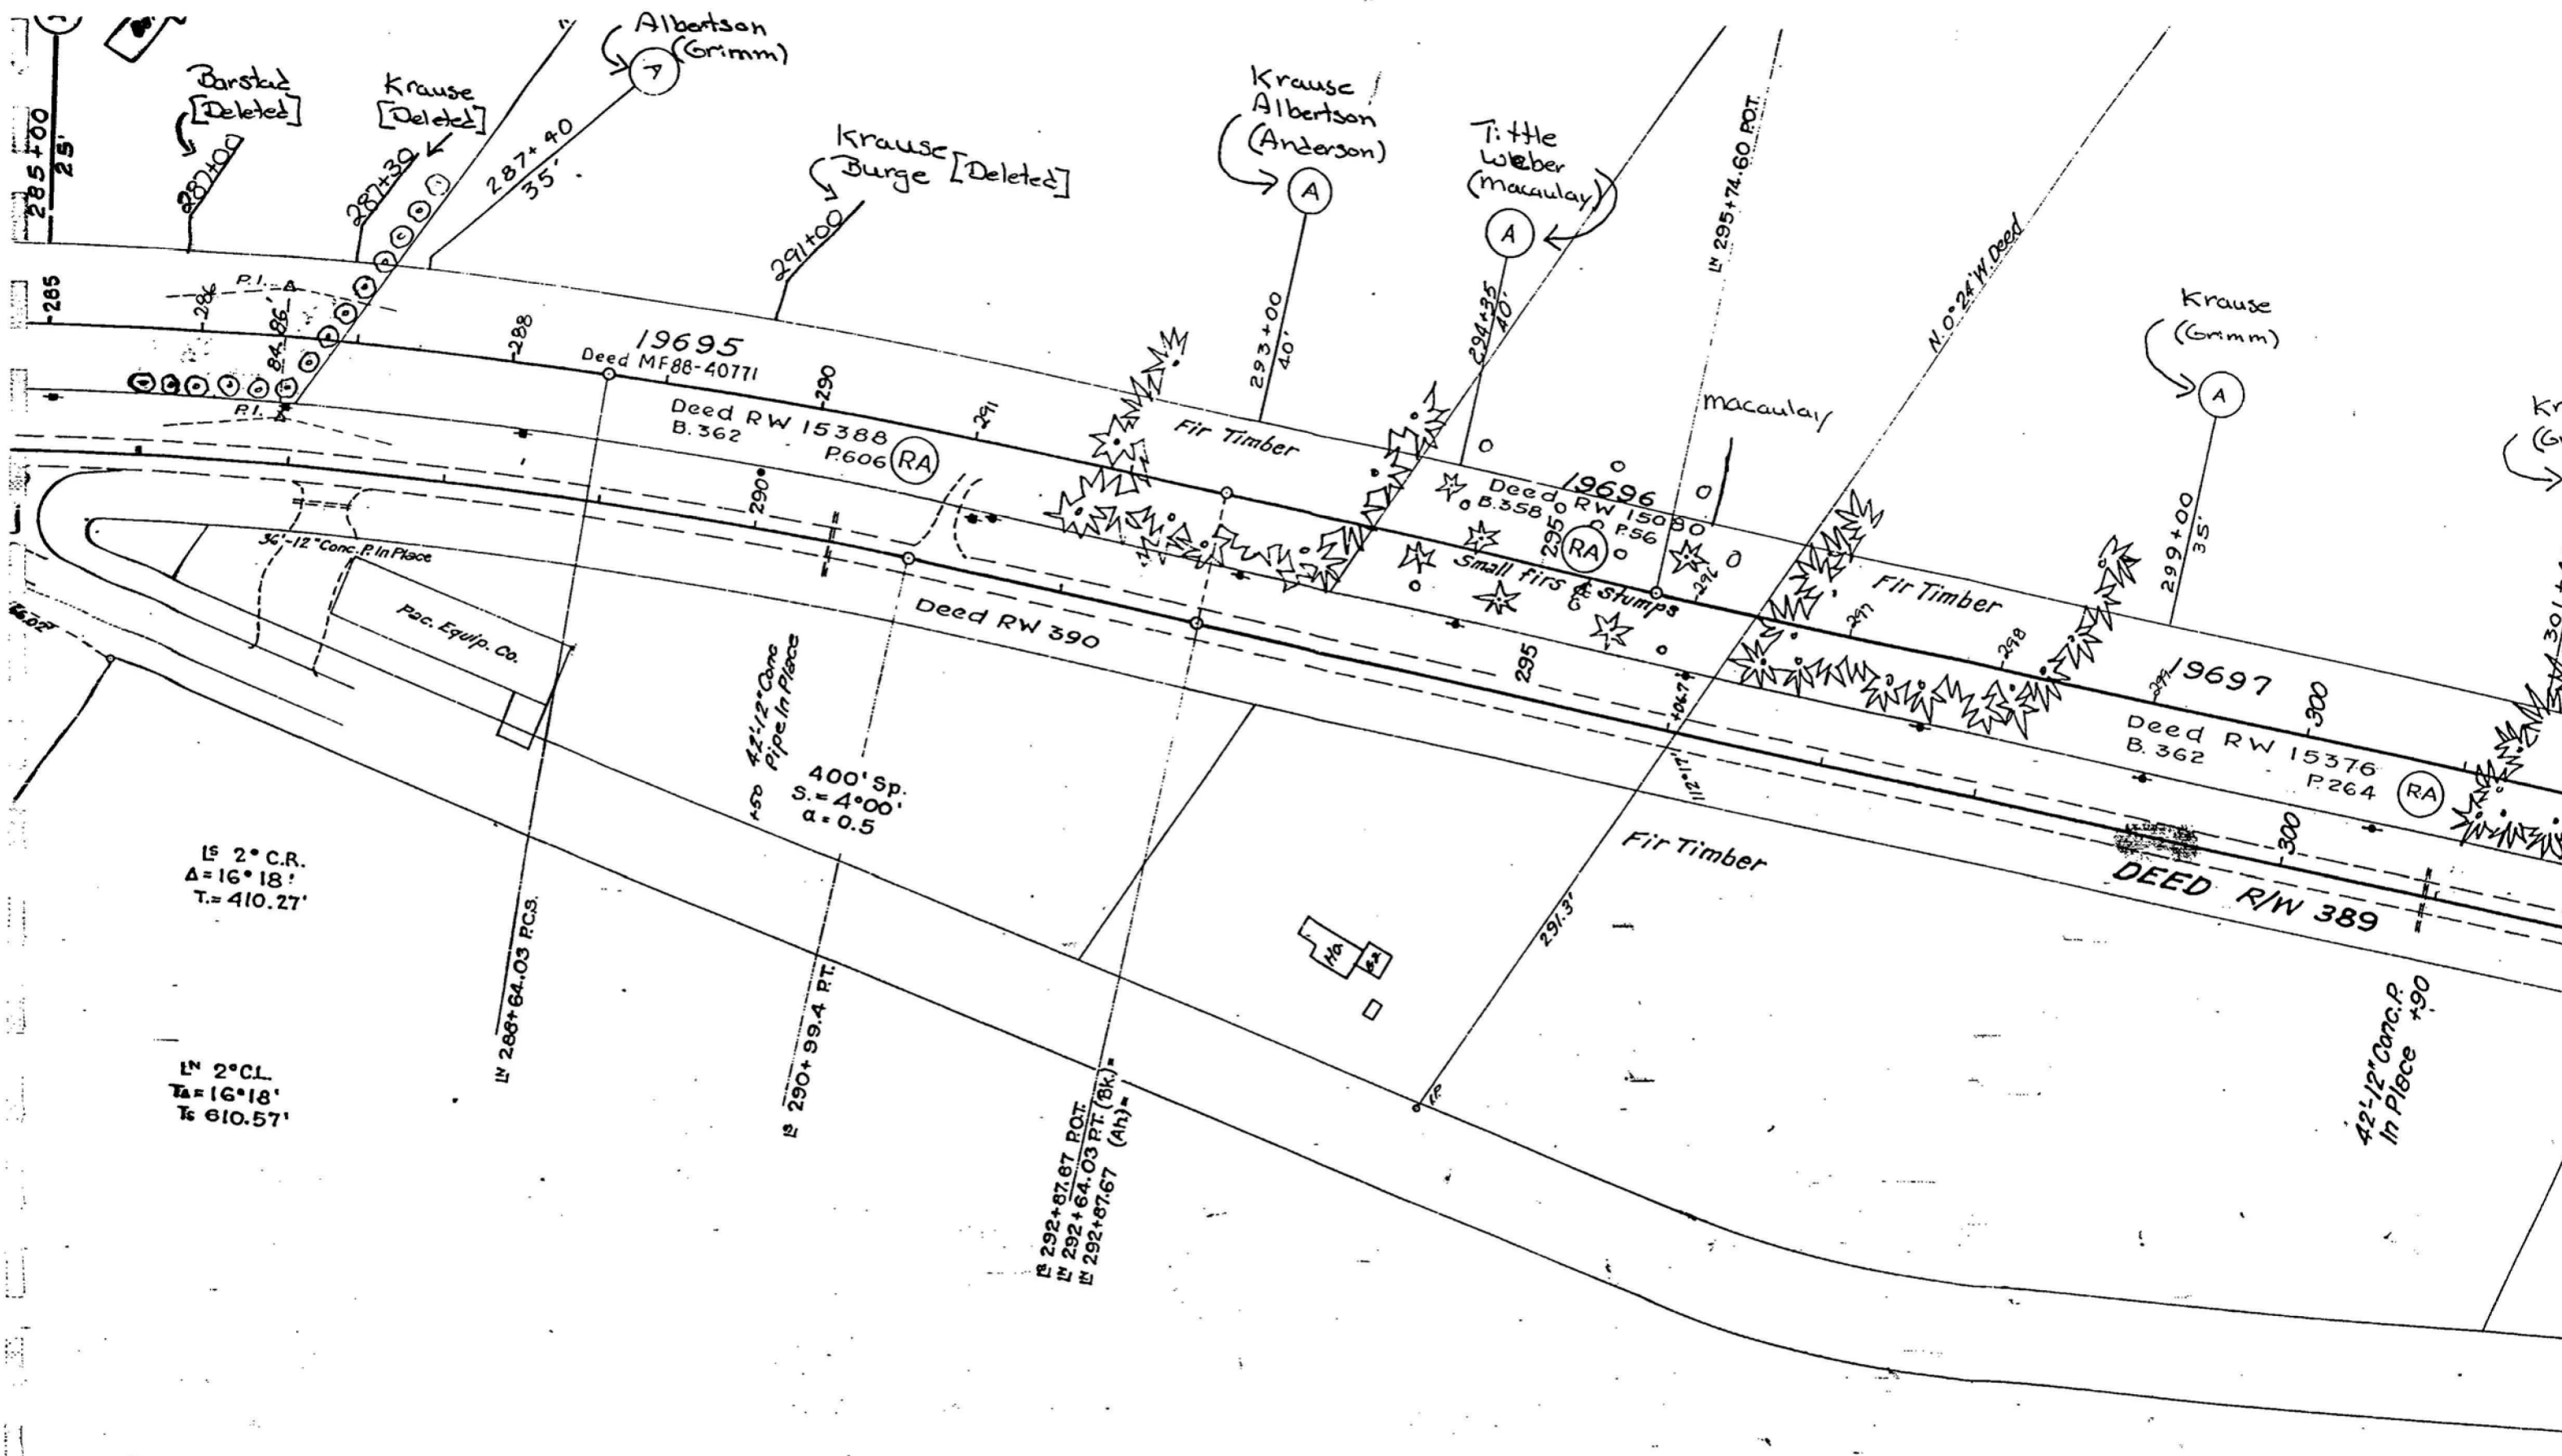 Barstad
[Deleted]
287+00
Krause
[Deleted]
287+30
Albertson
(Grimm)
A
287+40
35'
285+00
25'
Krause
Burge [Deleted]
291+00
Krause
Albertson
(Anderson)
A
293+00
40'
Tittle
Weber
(Macaulay)
A
294+35
40'
LN 295+74.60 P.O.T.
N. 0°24' W. Deed
Krause
(Grimm)
A
299+00
35'
285
286
P.I.
84.86'
P.I.
288
19695
Deed MF88-40771
290
291
Deed RW 15388
B. 362
P.606
RA
Fir Timber
19696
Deed RW 15080
B.358
P.56
295
RA
Small firs & Stumps
296
Macaulay
Fir Timber
297
298
299
19697
300
Deed RW 15376
B. 362
P.264
RA
290
36'-12" Conc. P. In Place
Pac. Equip. Co.
Deed RW 390
42'-12" Conc
Pipe In Place
+50
400' Sp.
S.=4°00'
a=0.5
295
+06.7
112°17'
Fir Timber
291.3'
300
DEED R/W 389
42'-12" Conc. P.
In Place +90
Ho
I.P.
LS 2° C.R.
Δ=16°18'
T.=410.27'
LN 2° C.L.
TΔ=16°18'
Ts 610.57'
LN 288+64.03 P.C.S.
LS 290+99.4 P.T.
LS 292+87.67 P.O.T.
LN 292+64.03 P.T. (Bk.)=
LN 292+87.67 (Ah)=